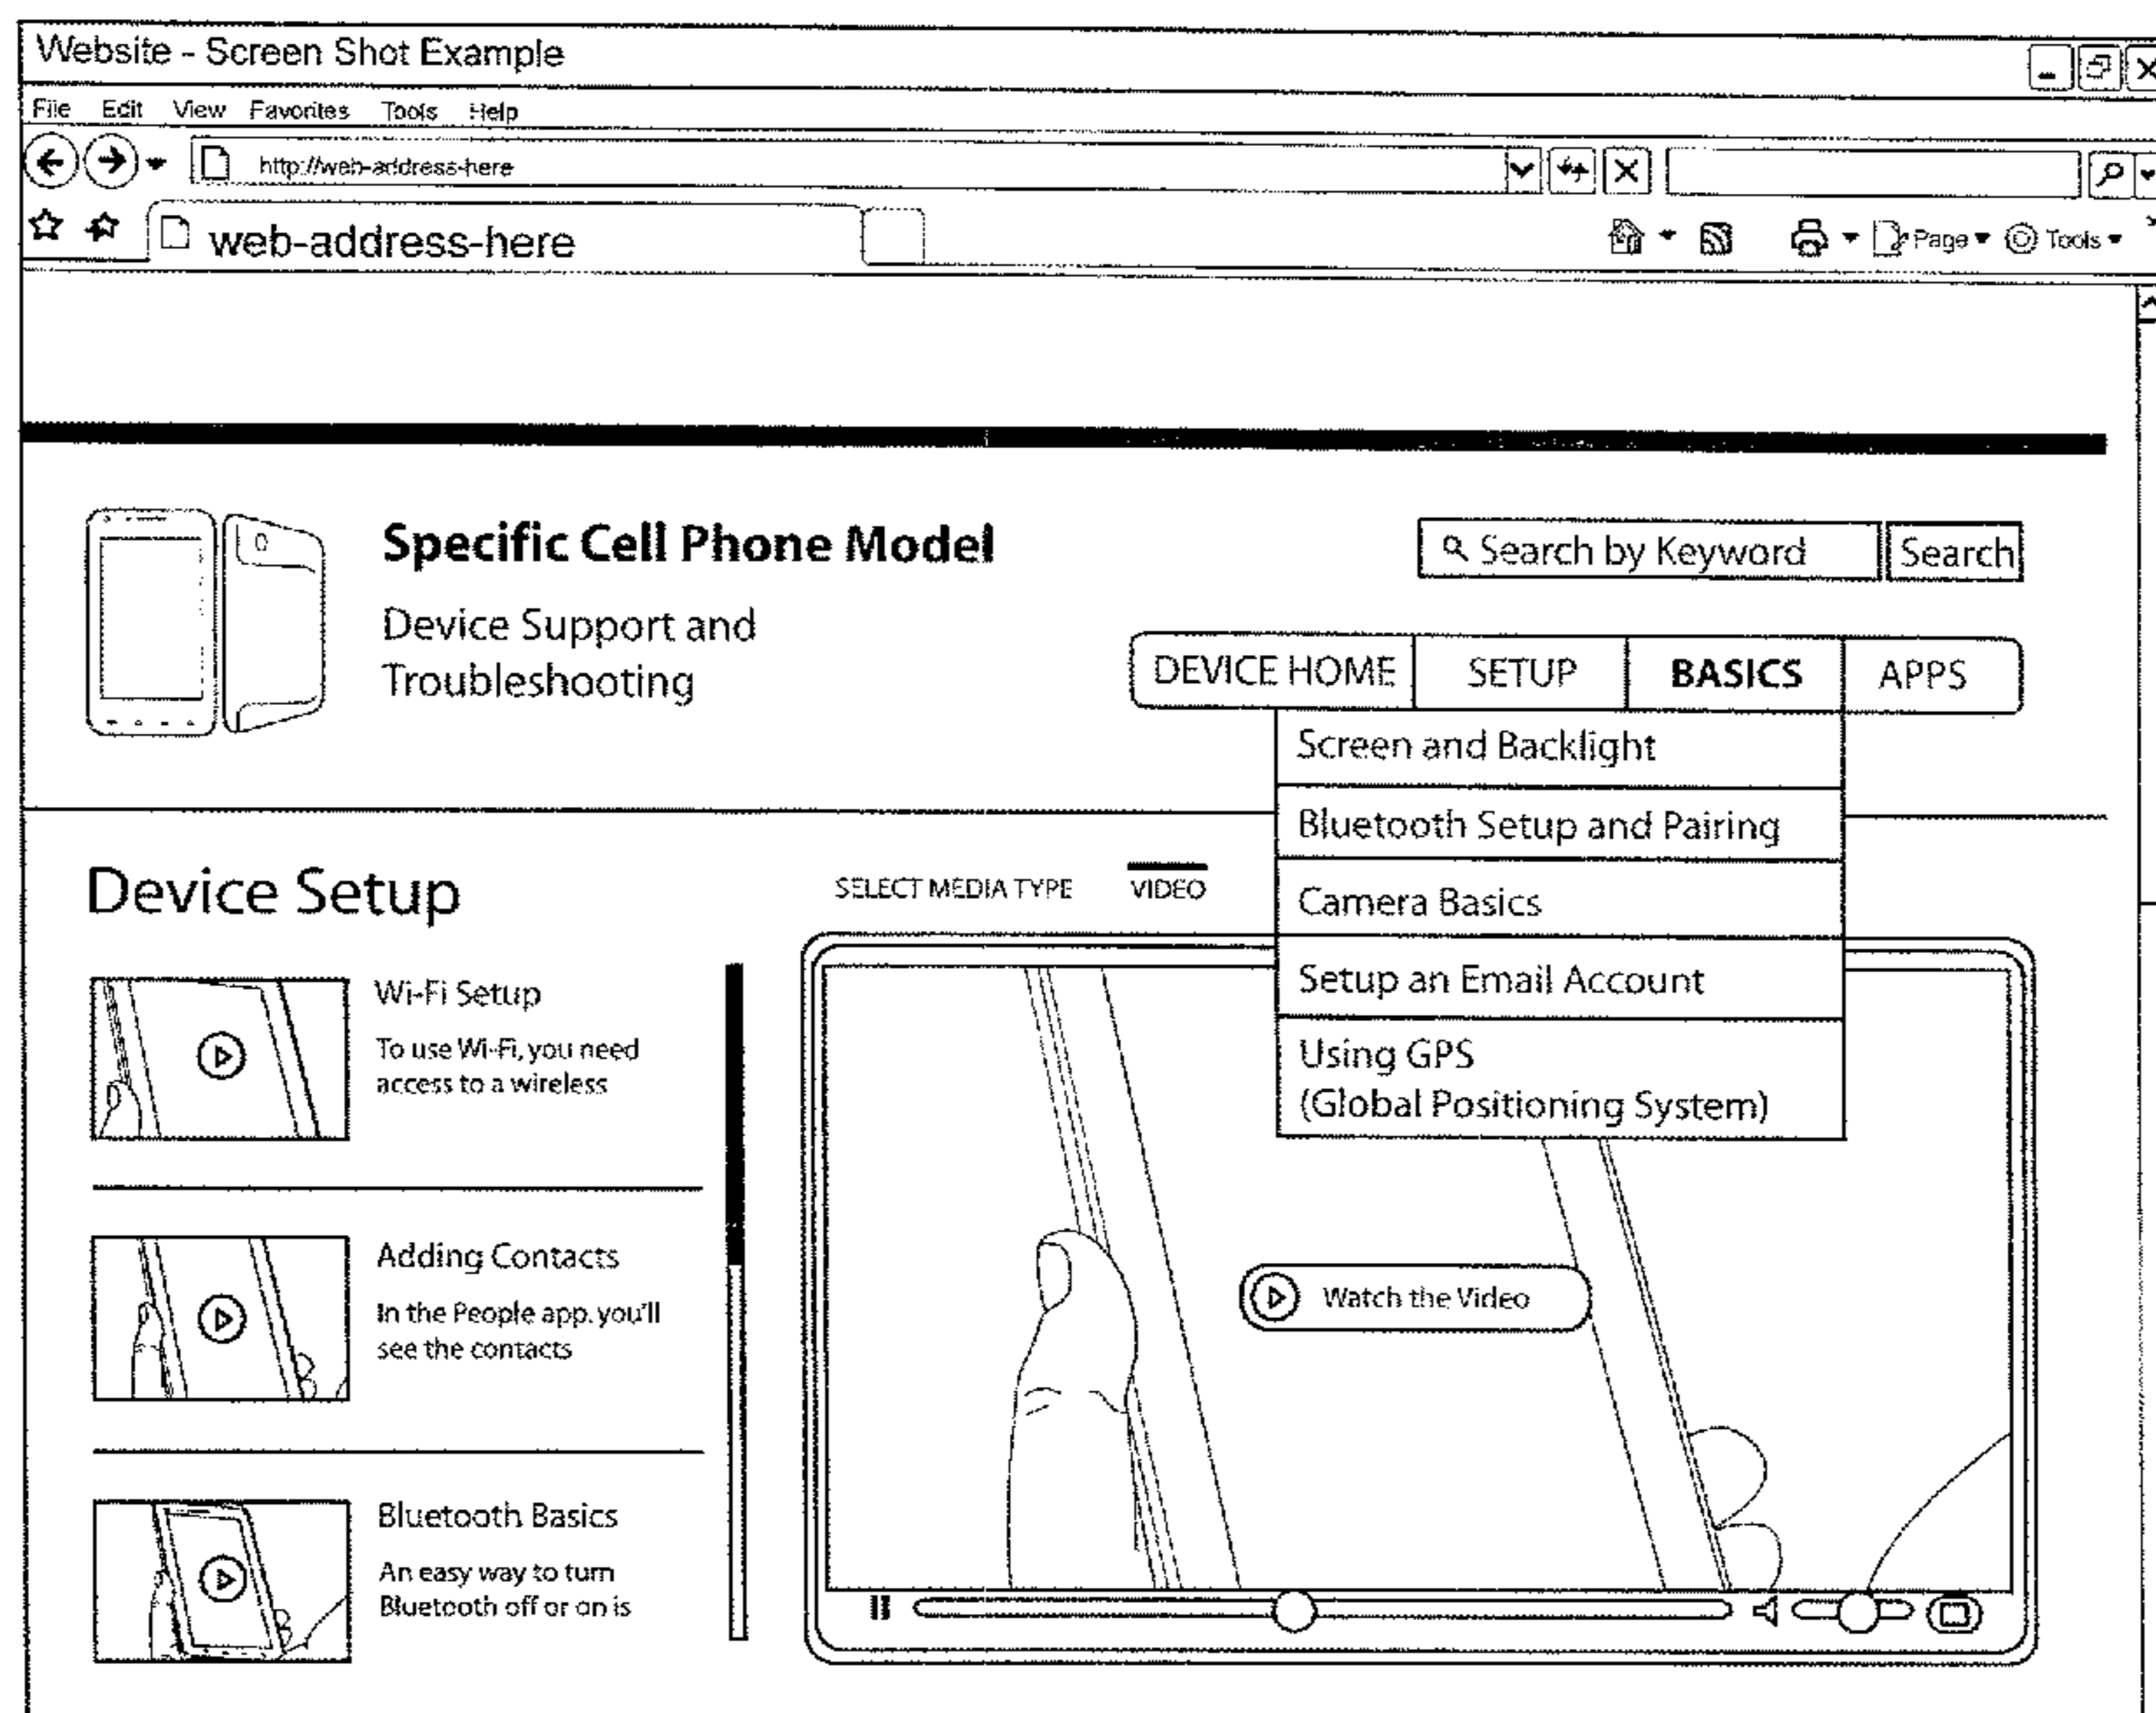 Website - Screen Shot Example
File Edit View Favorites Tools Help
http://web-address-here
web-address-here
Page Tools
Specific Cell Phone Model
Search by Keyword Search
Device Support and
Troubleshooting
DEVICE HOME SETUP BASICS APPS
Screen and Backlight
Bluetooth Setup and Pairing
Camera Basics
Setup an Email Account
Using GPS
(Global Positioning System)
Device Setup
SELECT MEDIA TYPE VIDEO
Wi-Fi Setup
To use Wi-Fi, you need
access to a wireless
Adding Contacts
In the People app, you'll
see the contacts
Bluetooth Basics
An easy way to turn
Bluetooth off or on is
Watch the Video